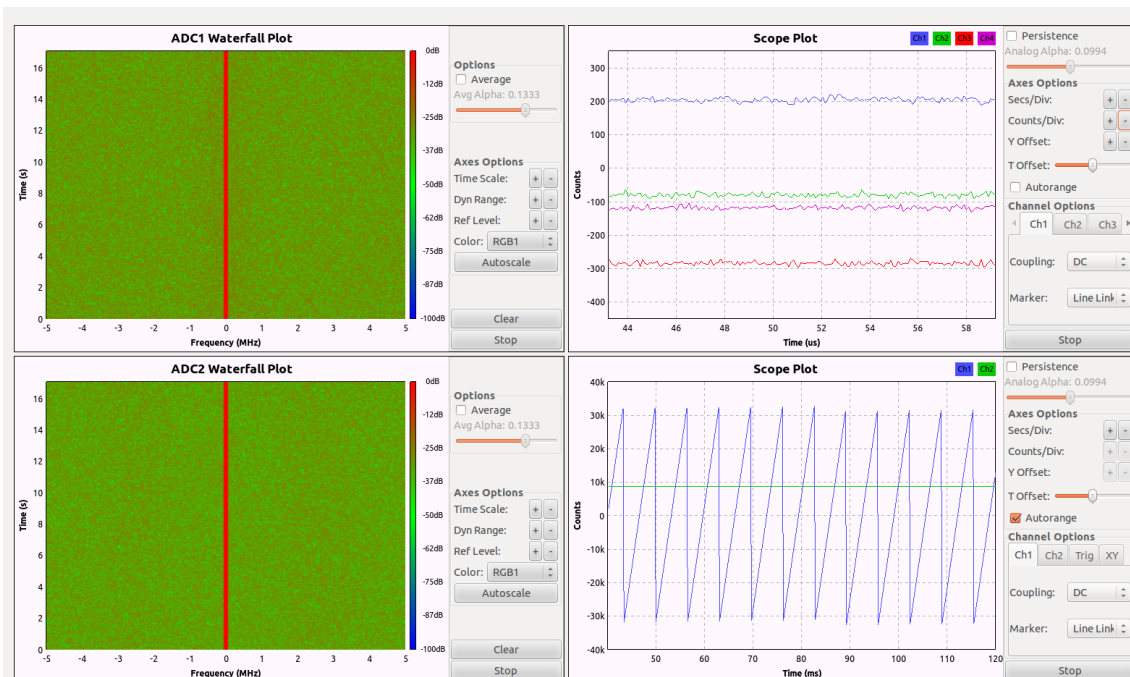 ADC1 Waterfall Plot
Time (s)
16
14
12
10
8
6
4
2
0
-5 -4 -3 -2 -1 0 1 2 3 4 5
Frequency (MHz)
0dB
-12dB
-25dB
-37dB
-50dB
-62dB
-75dB
-87dB
-100dB
Options
Average
Avg Alpha: 0.1333
Axes Options
Time Scale: + -
Dyn Range: + -
Ref Level: + -
Color: RGB1
Autoscale
Clear
Stop
Scope Plot
Ch1 Ch2 Ch3 Ch4
Counts
300
200
100
0
-100
-200
-300
-400
44 46 48 50 52 54 56 58
Time (us)
Persistence
Analog Alpha: 0.0994
Axes Options
Secs/Div: + -
Counts/Div: + -
Y Offset: + -
T Offset:
Autorange
Channel Options
Ch1 Ch2 Ch3
Coupling: DC
Marker: Line Link
Stop
ADC2 Waterfall Plot
Time (s)
16
14
12
10
8
6
4
2
0
-5 -4 -3 -2 -1 0 1 2 3 4 5
Frequency (MHz)
0dB
-12dB
-25dB
-37dB
-50dB
-62dB
-75dB
-87dB
-100dB
Options
Average
Avg Alpha: 0.1333
Axes Options
Time Scale: + -
Dyn Range: + -
Ref Level: + -
Color: RGB1
Autoscale
Clear
Stop
Scope Plot
Ch1 Ch2
Counts
40k
30k
20k
10k
0
-10k
-20k
-30k
-40k
50 60 70 80 90 100 110 120
Time (ms)
Persistence
Analog Alpha: 0.0994
Axes Options
Secs/Div: + -
Counts/Div: + -
Y Offset: + -
T Offset:
Autorange
Channel Options
Ch1 Ch2 Trig XY
Coupling: DC
Marker: Line Link
Stop